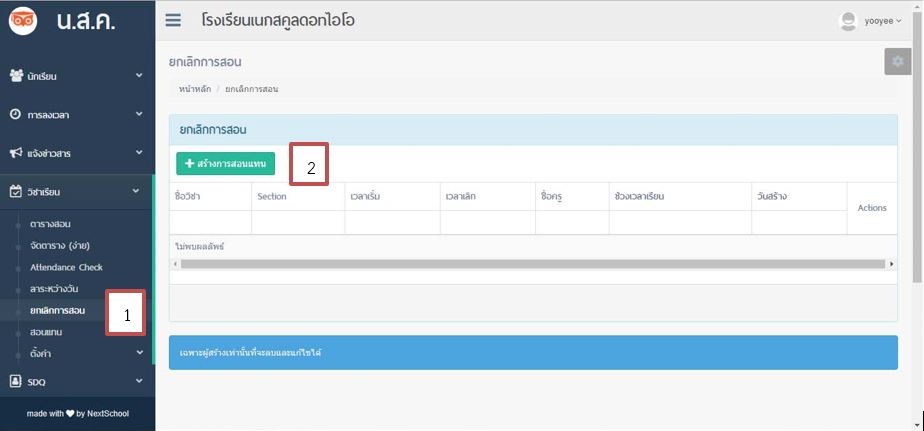 น.ส.ค.
โรงเรียนเนกสคูลดอทไอโอ
yooyee
นักเรียน
การลงเวลา
แจ้งข่าวสาร
วิชาเรียน
ตารางสอน
จัดตาราง (ง่าย)
Attendance Check
ลาระหว่างวัน
ยกเลิกการสอน
1
สอนแทน
ตั้งค่า
SDQ
made with by NextSchool
ยกเลิกการสอน
หน้าหลัก / ยกเลิกการสอน
ยกเลิกการสอน
สร้างการสอนแทน
2
ชื่อวิชา Section เวลาเริ่ม เวลาเลิก ชื่อครู ช้วงเวลาเรียน วันสร้าง Actions
ไม่พบผลลัพธ์
เฉพาะผู้สร้างเท่านั้นที่จะลบและแก้ไขได้